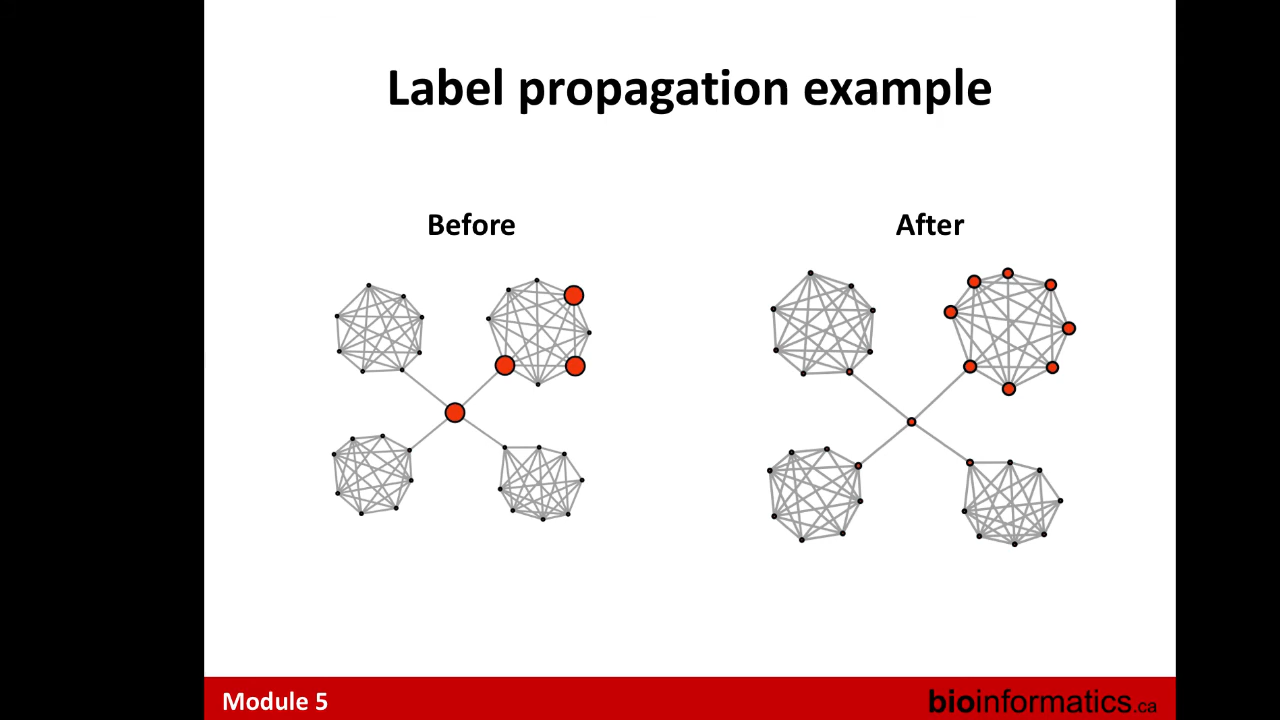 Label propagation example
Before
After
Module 5
bioinformatics.ca